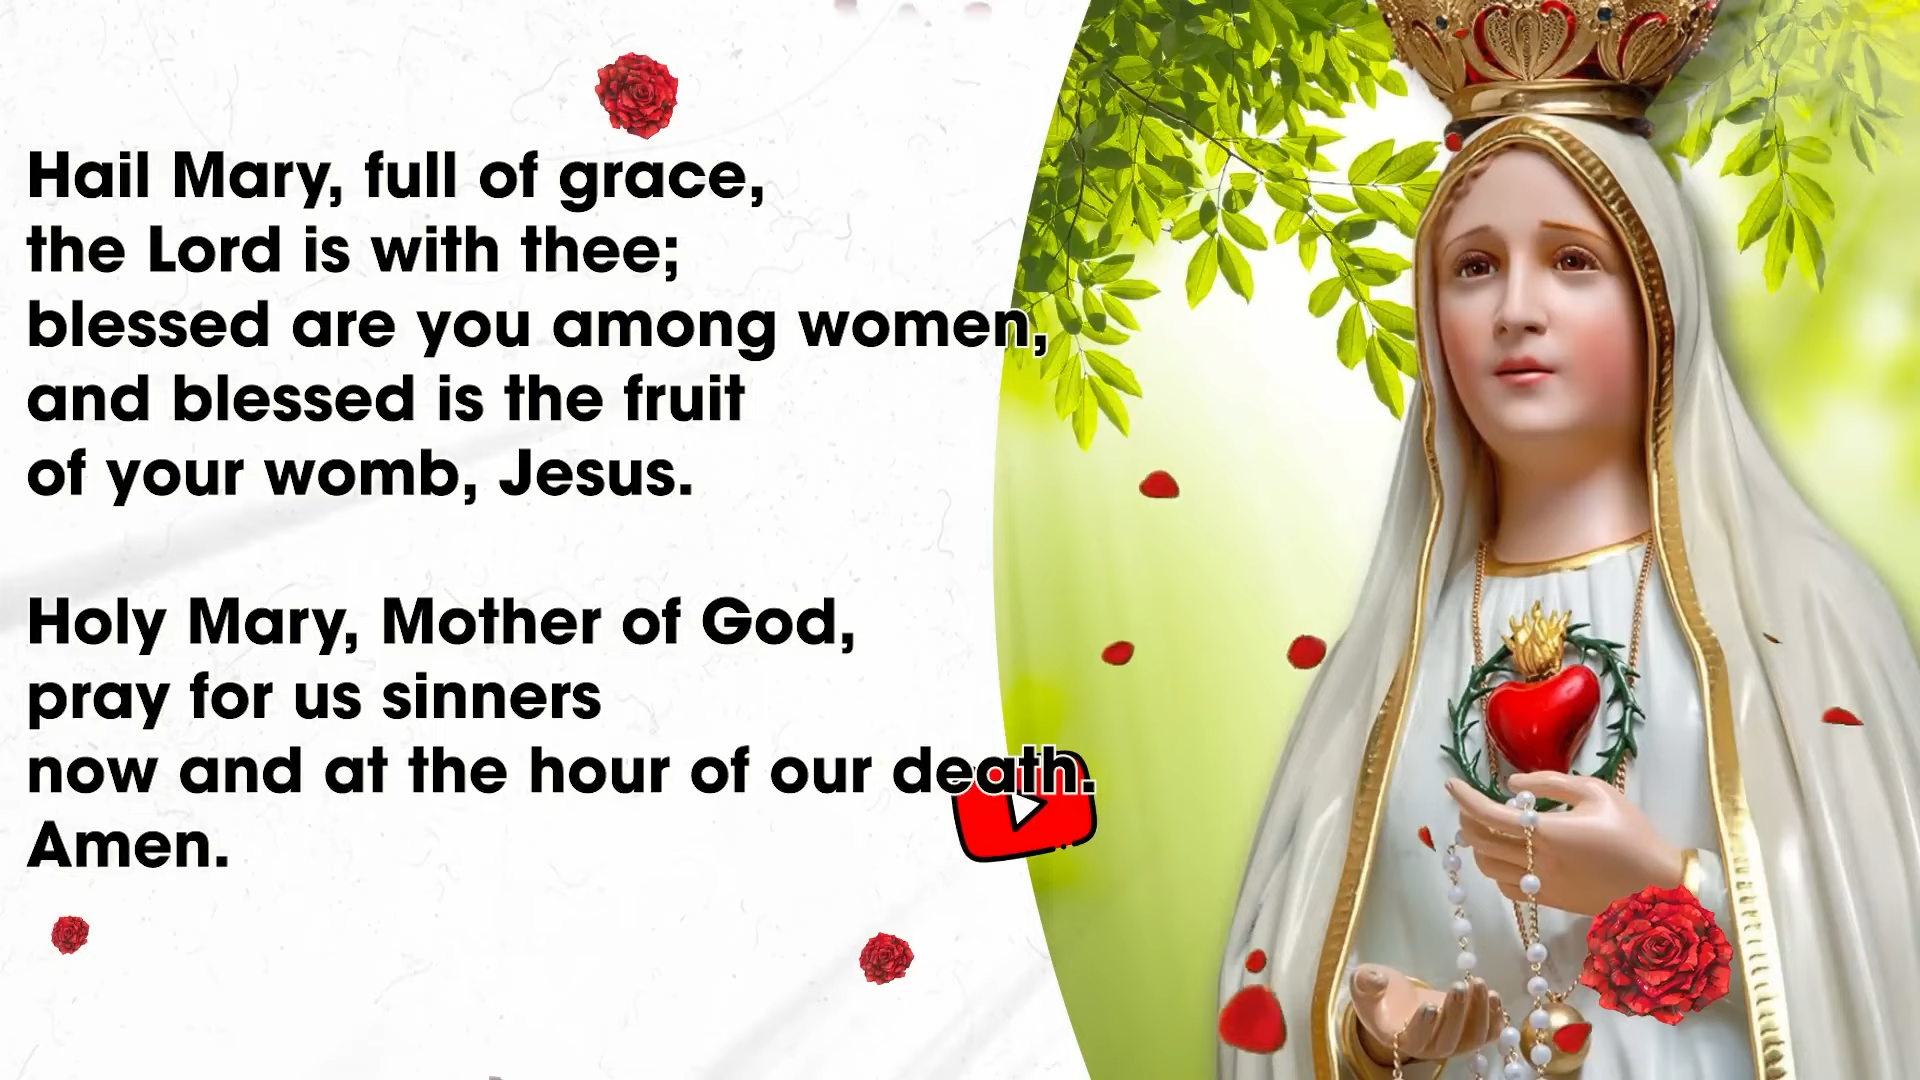 Hail Mary, full of grace,
the Lord is with thee;
blessed are you among women,
and blessed is the fruit
of your womb, Jesus.
Holy Mary, Mother of God,
pray for us sinners
now and at the hour of our death.
Amen.